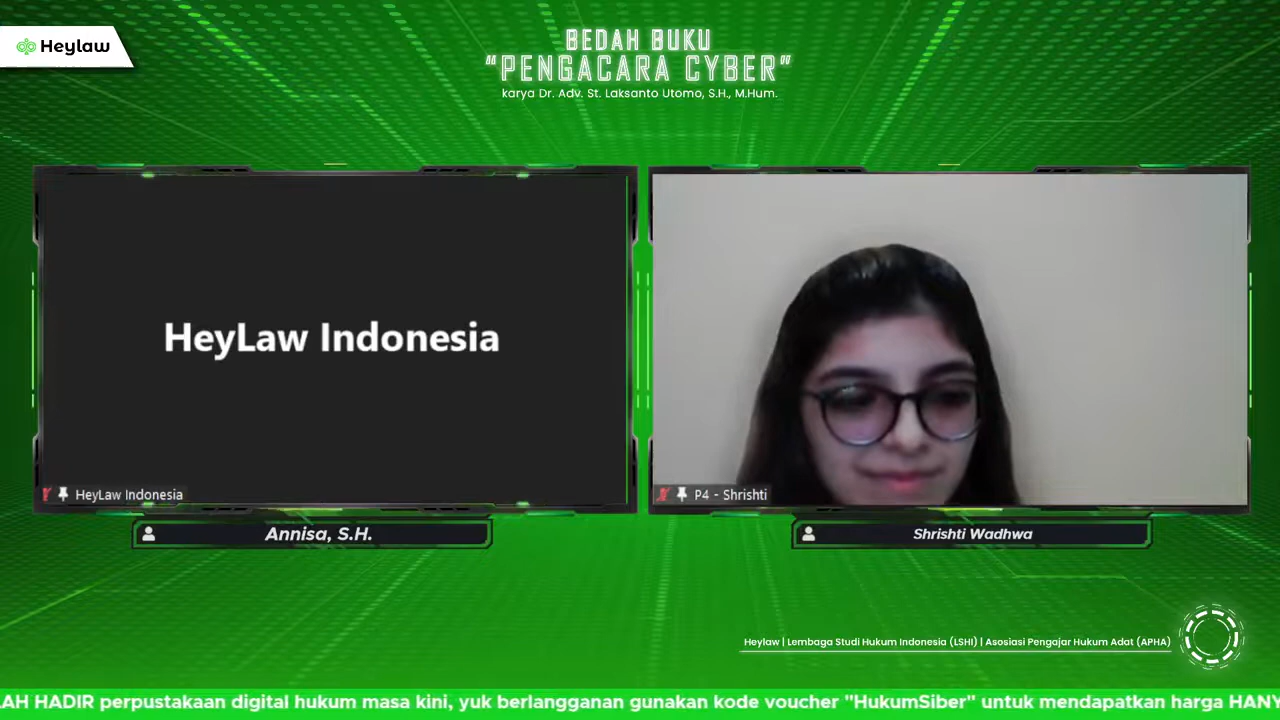 Heylaw
BEDAH BUKU
"PENGACARA CYBER"
karya Dr. Adv. St. Laksanto Utomo, S.H., M.Hum.
HeyLaw Indonesia
HeyLaw Indonesia
P4 - Shrishti
Annisa, S.H.
Shrishti Wadhwa
Heylaw | Lembaga Studi Hukum Indonesia (LSHI) | Asosiasi Pengajar Hukum Adat (APHA)
LAH HADIR perpustakaan digital hukum masa kini, yuk berlangganan gunakan kode voucher "HukumSiber" untuk mendapatkan harga HANY